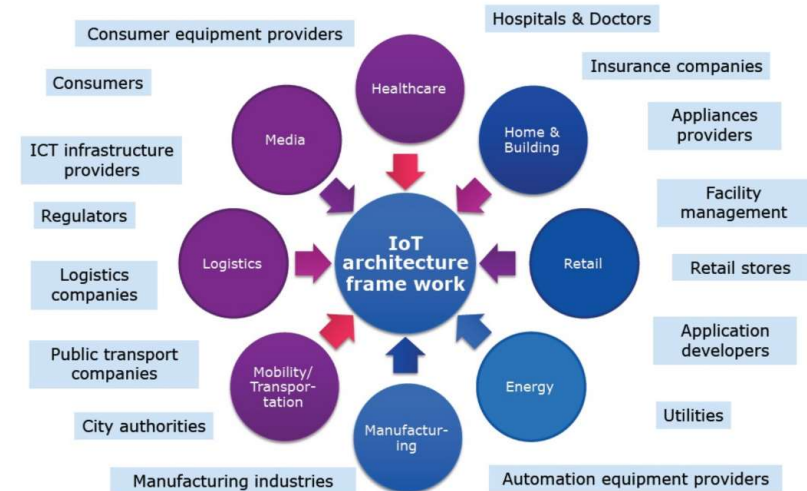 Hospitals & Doctors
Consumer equipment providers
Insurance companies
Consumers
Healthcare
Appliances
providers
Media
Home &
Building
ICT infrastructure
providers
Facility
management
Regulators
IoT
architecture
frame work
Logistics
Retail
Retail stores
Logistics
companies
Application
developers
Public transport
companies
Mobility/
Transpor-
tation
Energy
City authorities
Utilities
Manufactur-
ing
Manufacturing industries
Automation equipment providers